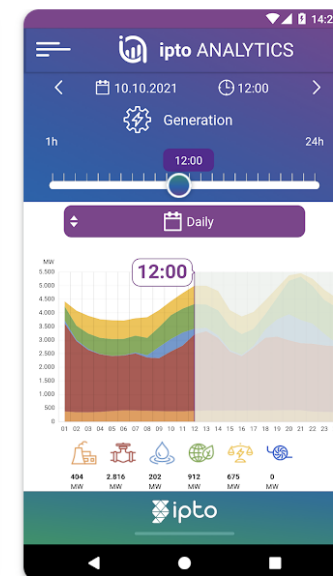 14:2
ipto ANALYTICS
10.10.2021 12:00
Generation
1h 24h
12:00
Daily
MW
12:00
5.500
5.000
4.500
4.000
3.500
3.000
2.500
2.000
1.500
1.000
500
0
01 02 03 04 05 06 07 08 09 10 11 12 13 14 15 16 17 18 19 20 21 22 23
404 2.816 202 912 675 0
MW MW MW MW MW MW
ipto